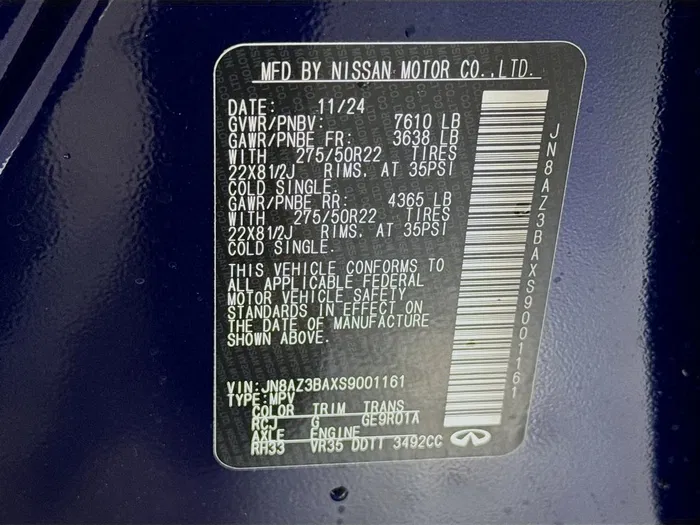 MFD BY NISSAN MOTOR CO.,LTD.
DATE: 11/24
GVWR/PNBV: 7610 LB
GAWR/PNBE FR: 3638 LB
WITH 275/50R22 TIRES
22X81/2J RIMS, AT 35PSI
COLD SINGLE.
GAWR/PNBE RR: 4365 LB
WITH 275/50R22 TIRES
22X81/2J RIMS, AT 35PSI
COLD SINGLE.
THIS VEHICLE CONFORMS TO
ALL APPLICABLE FEDERAL
MOTOR VEHICLE SAFETY
STANDARDS IN EFFECT ON
THE DATE OF MANUFACTURE
SHOWN ABOVE.
VIN:JN8AZ3BAXS9001161
TYPE:MPV
COLOR TRIM TRANS
RCJ G GE9R01A
AXLE ENGINE
RH33 VR35 DDTT 3492CC
JN8AZ3BAXS9001161